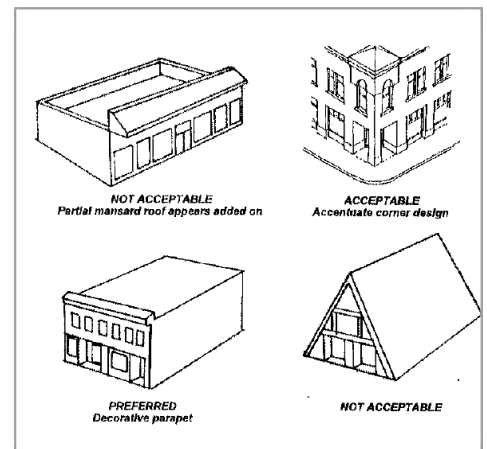 NOT ACCEPTABLE
Partial mansard roof appears added on
ACCEPTABLE
Accentuate corner design
PREFERRED
Decorative parapet
NOT ACCEPTABLE